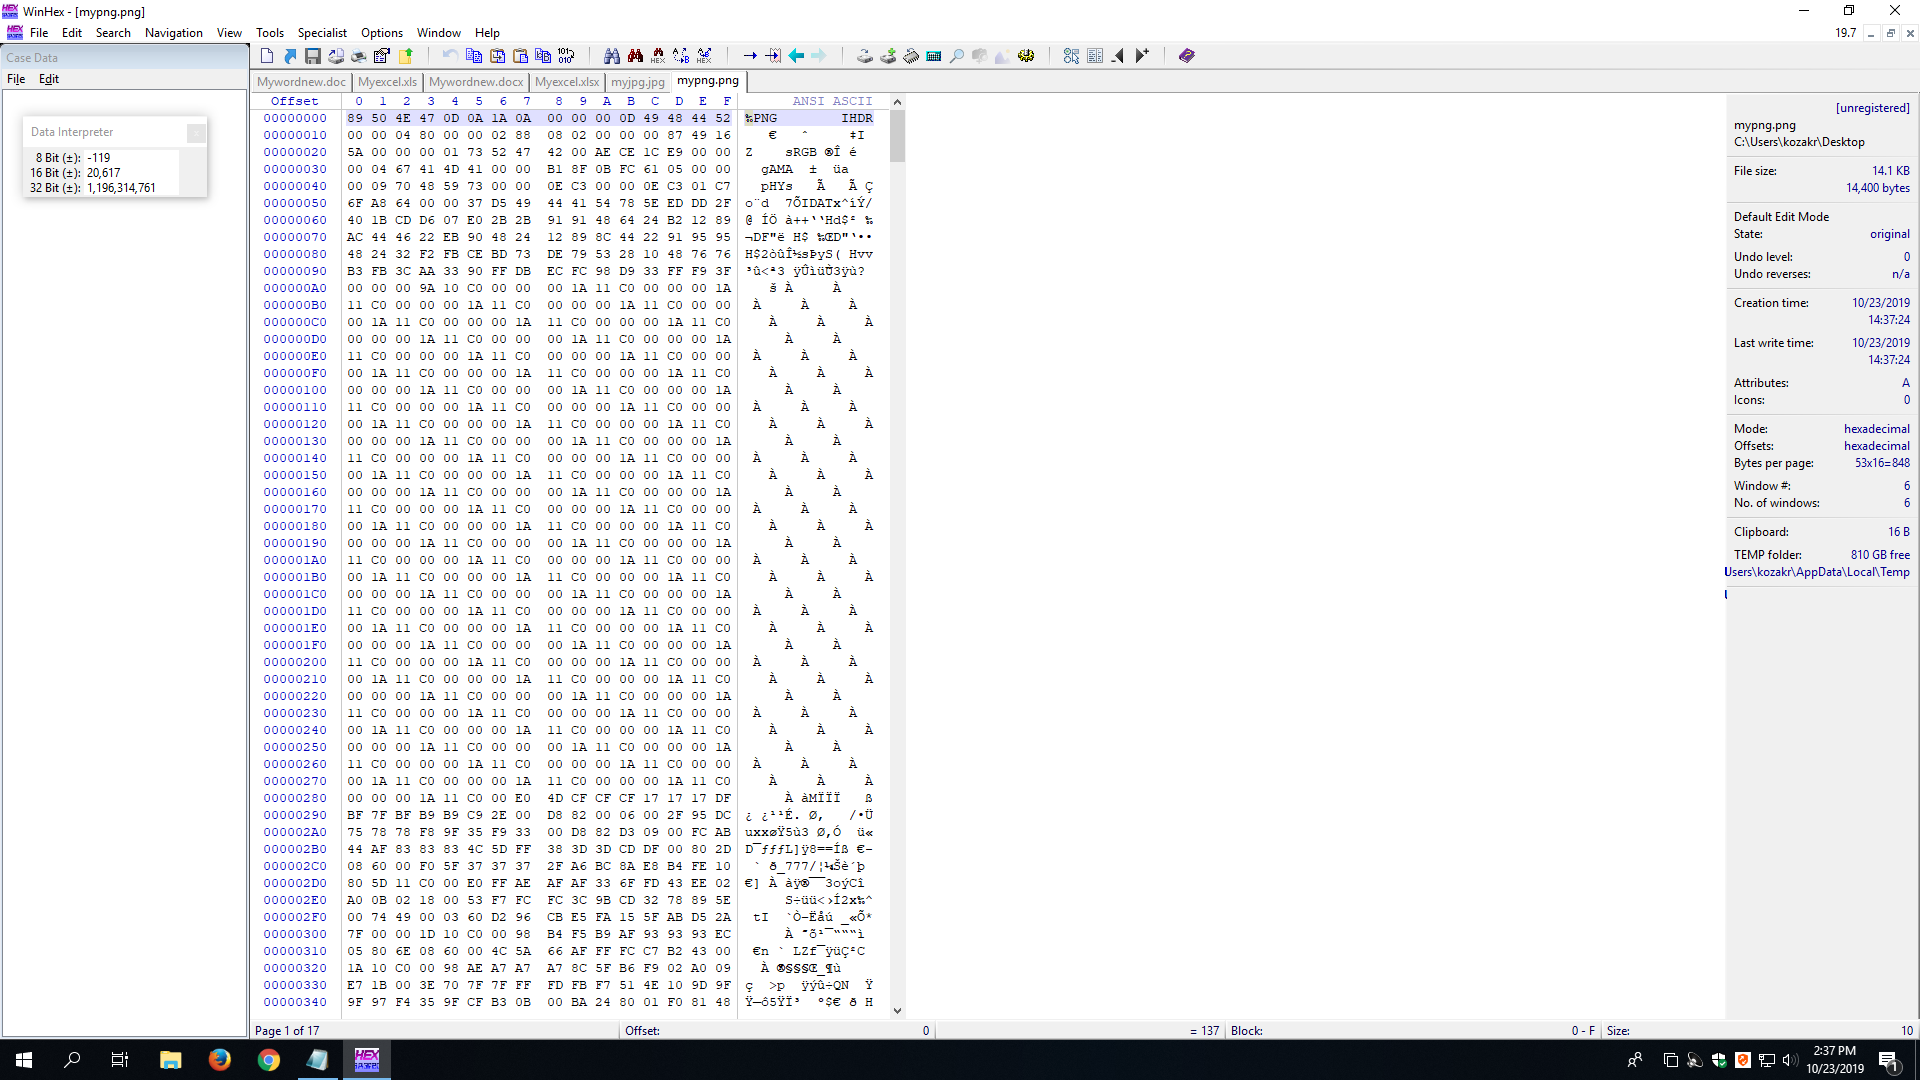 WinHex - [mypng.png]
File Edit Search Navigation View Tools Specialist Options Window Help
19.7
Case Data
File Edit
Mywordnew.doc Myexcel.xls Mywordnew.docx Myexcel.xlsx myjpg.jpg mypng.png
Data Interpreter
8 Bit (±): -119
16 Bit (±): 20,617
32 Bit (±): 1,196,314,761
Offset 0 1 2 3 4 5 6 7 8 9 A B C D E F ANSI ASCII
00000000 89 50 4E 47 0D 0A 1A 0A 00 00 00 0D 49 48 44 52 ‰PNG IHDR
00000010 00 00 04 80 00 00 02 88 08 02 00 00 00 87 49 16 € ˆ ‡I
00000020 5A 00 00 00 01 73 52 47 42 00 AE CE 1C E9 00 00 Z sRGB ®Î é
00000030 00 04 67 41 4D 41 00 00 B1 8F 0B FC 61 05 00 00 gAMA ± üa
00000040 00 09 70 48 59 73 00 00 0E C3 00 00 0E C3 01 C7 pHYs Ã Ã Ç
00000050 6F A8 64 00 00 37 D5 49 44 41 54 78 5E ED DD 2F o¨d 7ÕIDATx^íÝ/
00000060 40 1B CD D6 07 E0 2B 2B 91 91 48 64 24 B2 12 89 @ ÍÖ à++‘‘Hd$² ‰
00000070 AC 44 46 22 EB 90 48 24 12 89 8C 44 22 91 95 95 ¬DF"ë H$ ‰ŒD"‘••
00000080 48 24 32 F2 FB CE BD 73 DE 79 53 28 10 48 76 76 H$2òûÎ½sÞyS( Hvv
00000090 B3 FB 3C AA 33 90 FF DB EC FC 98 D9 33 FF F9 3F
000000A0 00 00 00 9A 10 C0 00 00 00 1A 11 C0 00 00 00 1A š À À
000000B0 11 C0 00 00 00 1A 11 C0 00 00 00 1A 11 C0 00 00 À À À
000000C0 00 1A 11 C0 00 00 00 1A 11 C0 00 00 00 1A 11 C0 À À À
000000D0 00 00 00 1A 11 C0 00 00 00 1A 11 C0 00 00 00 1A À À
000000E0 11 C0 00 00 00 1A 11 C0 00 00 00 1A 11 C0 00 00 À À À
000000F0 00 1A 11 C0 00 00 00 1A 11 C0 00 00 00 1A 11 C0 À À À
00000100 00 00 00 1A 11 C0 00 00 00 1A 11 C0 00 00 00 1A À À
00000110 11 C0 00 00 00 1A 11 C0 00 00 00 1A 11 C0 00 00 À À À
00000120 00 1A 11 C0 00 00 00 1A 11 C0 00 00 00 1A 11 C0 À À À
00000130 00 00 00 1A 11 C0 00 00 00 1A 11 C0 00 00 00 1A À À
00000140 11 C0 00 00 00 1A 11 C0 00 00 00 1A 11 C0 00 00 À À À
00000150 00 1A 11 C0 00 00 00 1A 11 C0 00 00 00 1A 11 C0 À À À
00000160 00 00 00 1A 11 C0 00 00 00 1A 11 C0 00 00 00 1A À À
00000170 11 C0 00 00 00 1A 11 C0 00 00 00 1A 11 C0 00 00 À À À
00000180 00 1A 11 C0 00 00 00 1A 11 C0 00 00 00 1A 11 C0 À À À
00000190 00 00 00 1A 11 C0 00 00 00 1A 11 C0 00 00 00 1A À À
000001A0 11 C0 00 00 00 1A 11 C0 00 00 00 1A 11 C0 00 00 À À À
000001B0 00 1A 11 C0 00 00 00 1A 11 C0 00 00 00 1A 11 C0 À À À
000001C0 00 00 00 1A 11 C0 00 00 00 1A 11 C0 00 00 00 1A À À
000001D0 11 C0 00 00 00 1A 11 C0 00 00 00 1A 11 C0 00 00 À À À
000001E0 00 1A 11 C0 00 00 00 1A 11 C0 00 00 00 1A 11 C0 À À À
000001F0 00 00 00 1A 11 C0 00 00 00 1A 11 C0 00 00 00 1A À À
00000200 11 C0 00 00 00 1A 11 C0 00 00 00 1A 11 C0 00 00 À À À
00000210 00 1A 11 C0 00 00 00 1A 11 C0 00 00 00 1A 11 C0 À À À
00000220 00 00 00 1A 11 C0 00 00 00 1A 11 C0 00 00 00 1A À À
00000230 11 C0 00 00 00 1A 11 C0 00 00 00 1A 11 C0 00 00 À À À
00000240 00 1A 11 C0 00 00 00 1A 11 C0 00 00 00 1A 11 C0 À À À
00000250 00 00 00 1A 11 C0 00 00 00 1A 11 C0 00 00 00 1A À À
00000260 11 C0 00 00 00 1A 11 C0 00 00 00 1A 11 C0 00 00 À À À
00000270 00 1A 11 C0 00 00 00 1A 11 C0 00 00 00 1A 11 C0 À À À
00000280 00 00 00 1A 11 C0 00 E0 4D CF CF CF 17 17 17 DF À àMÏÏÏ ß
00000290 BF 7F BF B9 B9 C9 2E 00 D8 82 00 06 00 2F 95 DC ¿ ¿¹¹É. Ø‚ /•Ü
000002A0 75 78 78 F8 9F 35 F9 33 00 D8 82 D3 09 00 FC AB uxxøŸ5ù3 Ø‚Ó ü«
000002B0 44 AF 83 83 83 4C 5D FF 38 3D 3D CD DF 00 80 2D D¯ƒƒƒL]ÿ8==Íß €-
000002C0 08 60 00 F0 5F 37 37 37 2F A6 BC 8A E8 B4 FE 10 ` ð_777/¦¼Šè´þ
000002D0 80 5D 11 C0 00 E0 FF AE AF AF 33 6F FD 43 EE 02 €] À àÿ®¯¯3oýCî
000002E0 A0 0B 02 18 00 53 F7 FC FC 3C 9B CD 32 78 89 5E S÷üü<›Í2x‰^
000002F0 00 74 49 00 03 60 D2 96 CB E5 FA 15 5F AB D5 2A tI `Ò–Ëåú _«Õ*
00000300 7F 00 00 1D 10 C0 00 98 B4 F5 B9 AF 93 93 93 EC
00000310 05 80 6E 08 60 00 4C 5A 66 AF FF FC C7 B2 43 00 €n ` LZf¯ÿüÇ²C
00000320 1A 10 C0 00 98 AE A7 A7 A7 8C 5F B6 F9 02 A0 09
00000330 E7 1B 00 3E 70 7F 7F FF FD FB F7 51 4E 10 9D 9F
00000340 9F 97 F4 35 9F CF B3 0B 00 BA 24 80 01 F0 81 48 Ÿ—ô5ŸÏ³ º$€ ð H
[unregistered]
mypng.png
C:\Users\kozakr\Desktop
File size: 14.1 KB
14,400 bytes
Default Edit Mode
State: original
Undo level: 0
Undo reverses: n/a
Creation time: 10/23/2019
14:37:24
Last write time: 10/23/2019
14:37:24
Attributes: A
Icons: 0
Mode: hexadecimal
Offsets: hexadecimal
Bytes per page: 53x16=848
Window #: 6
No. of windows: 6
Clipboard: 16 B
TEMP folder: 810 GB free
Users\kozakr\AppData\Local\Temp
Page 1 of 17 Offset: 0 = 137 Block: 0 - F Size: 10
2:37 PM
10/23/2019
1